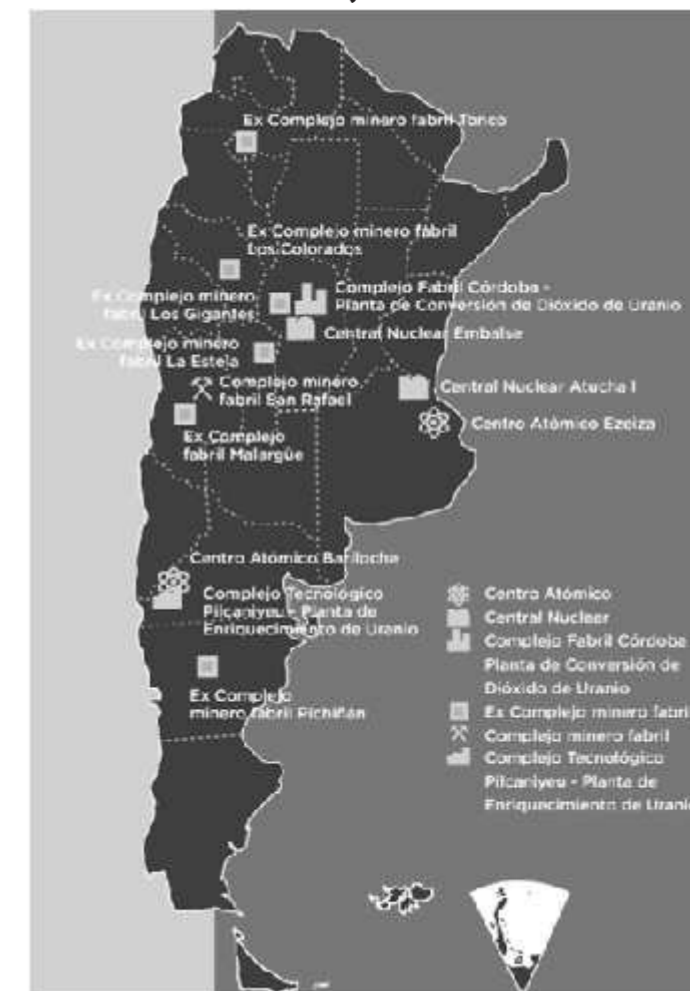 Ex Complejo minero fabril Tonco
Ex Complejo minero fabril
Los Colorados
Ex Complejo minero
fabril Los Gigantes
Complejo Fabril Córdoba -
Planta de Conversión de Dióxido de Uranio
Central Nuclear Embalse
Ex Complejo minero
fabril La Estela
Complejo minero
fabril San Rafael
Central Nuclear Atucha I
Centro Atómico Ezeiza
Ex Complejo
fabril Malargüe
Centro Atómico Bariloche
Complejo Tecnológico
Pilcaniyeu - Planta de
Enriquecimiento de Uranio
Ex Complejo
minero fabril Pichiñán
Centro Atómico
Central Nuclear
Complejo Fabril Córdoba
Planta de Conversión de
Dióxido de Uranio
Ex Complejo minero fabri
Complejo minero fabril
Complejo Tecnológico
Pilcaniyeu - Planta de
Enriquecimiento de Urani